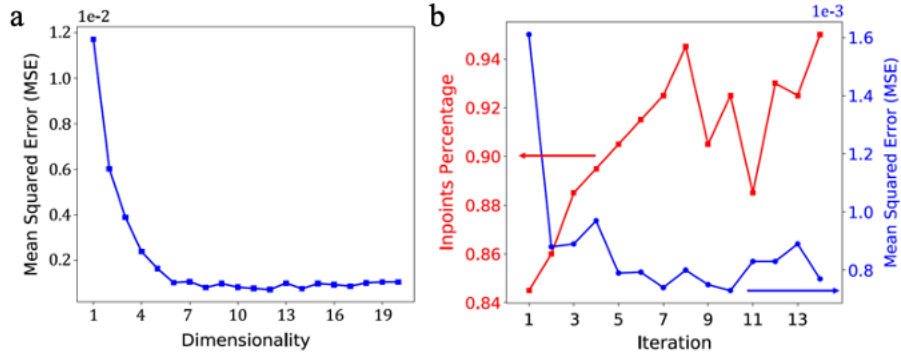 a
1e-2
1.2
1.0
0.8
0.6
0.4
0.2
Mean Squared Error (MSE)
1 4 7 10 13 16 19
Dimensionality
b
1e-3
0.94
0.92
0.90
0.88
0.86
0.84
Inpoints Percentage
1.6
1.4
1.2
1.0
0.8
Mean Squared Error (MSE)
1 3 5 7 9 11 13
Iteration